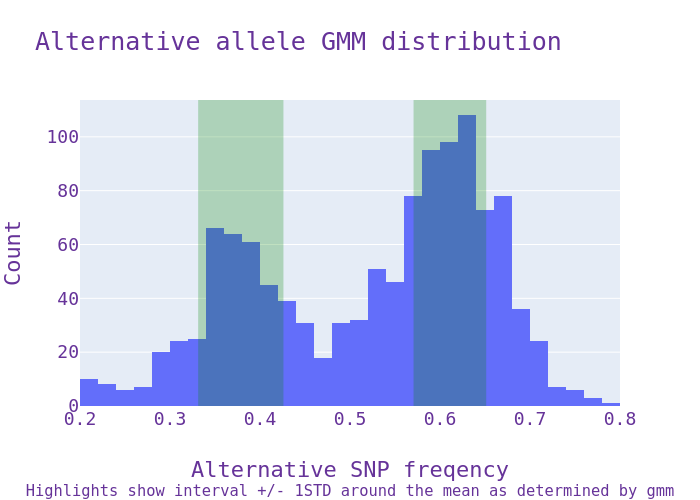 Alternative allele GMM distribution
100
80
60
40
20
0
Count
0.2 0.3 0.4 0.5 0.6 0.7 0.8
Alternative SNP freqency
Highlights show interval +/- 1STD around the mean as determined by gmm